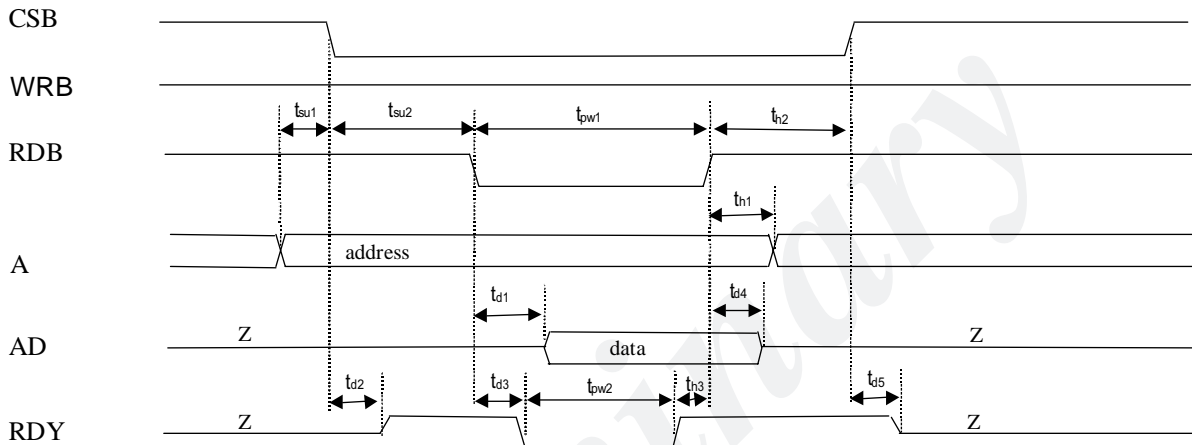 CSB
WRB
tsu1 tsu2 tpw1 th2
RDB
th1
A address
td1 td4
AD Z data Z
td2 td3 tpw2 th3 td5
RDY Z Z
inary